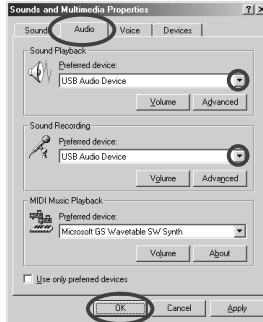 Sounds and Multimedia Properties ? x
Sounds Audio Voice Devices
Sound Playback
Preferred device:
USB Audio Device
Volume Advanced
Sound Recording
Preferred device:
USB Audio Device
Volume Advanced
MIDI Music Playback
Preferred device:
Microsoft GS Wavetable SW Synth
Volume About
Use only preferred devices
OK Cancel Apply